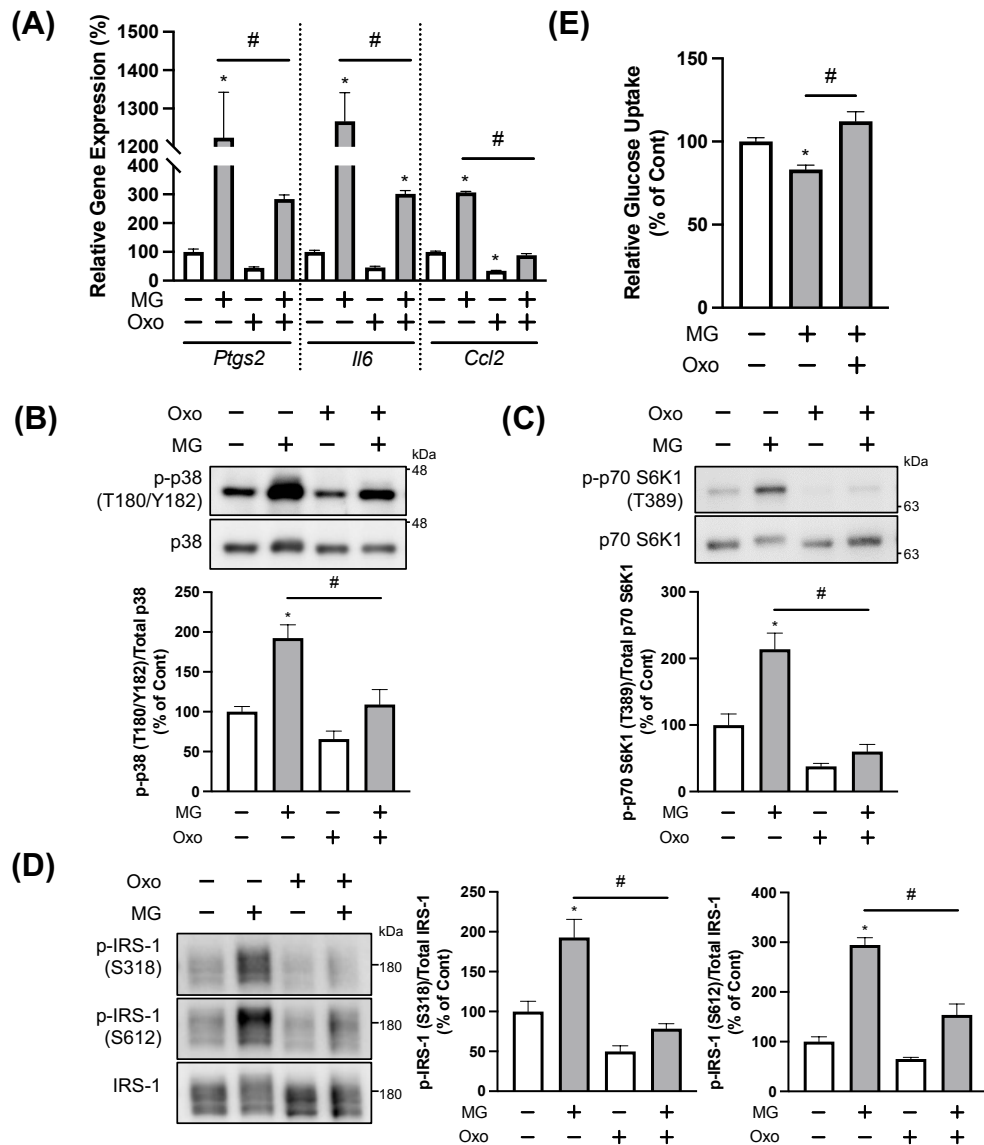 (A)
Relative Gene Expression (%)
1500
1400
1300
1200
400
300
200
100
0
*
#
*
#
*
*
#
*
MG − + − + − + − + − + − +
Oxo − − + + − − + + − − + +
Ptgs2 Il6 Ccl2
(E)
Relative Glucose Uptake
(% of Cont)
150
100
50
0
*
#
MG − + +
Oxo − − +
(B)
Oxo − − + +
MG − + − +
kDa
p-p38
(T180/Y182)
48
p38
48
p-p38 (T180/Y182)/Total p38
(% of Cont)
250
200
150
100
50
0
*
#
MG − + − +
Oxo − − + +
(C)
Oxo − − + +
MG − + − +
kDa
p-p70 S6K1
(T389)
63
p70 S6K1
63
p-p70 S6K1 (T389)/Total p70 S6K1
(% of Cont)
300
200
100
0
*
#
MG − + − +
Oxo − − + +
(D)
Oxo − − + +
MG − + − +
kDa
p-IRS-1
(S318)
180
p-IRS-1
(S612)
180
IRS-1
180
p-IRS-1 (S318)/Total IRS-1
(% of Cont)
250
200
150
100
50
0
*
#
MG − + − +
Oxo − − + +
p-IRS-1 (S612)/Total IRS-1
(% of Cont)
400
300
200
100
0
*
#
MG − + − +
Oxo − − + +